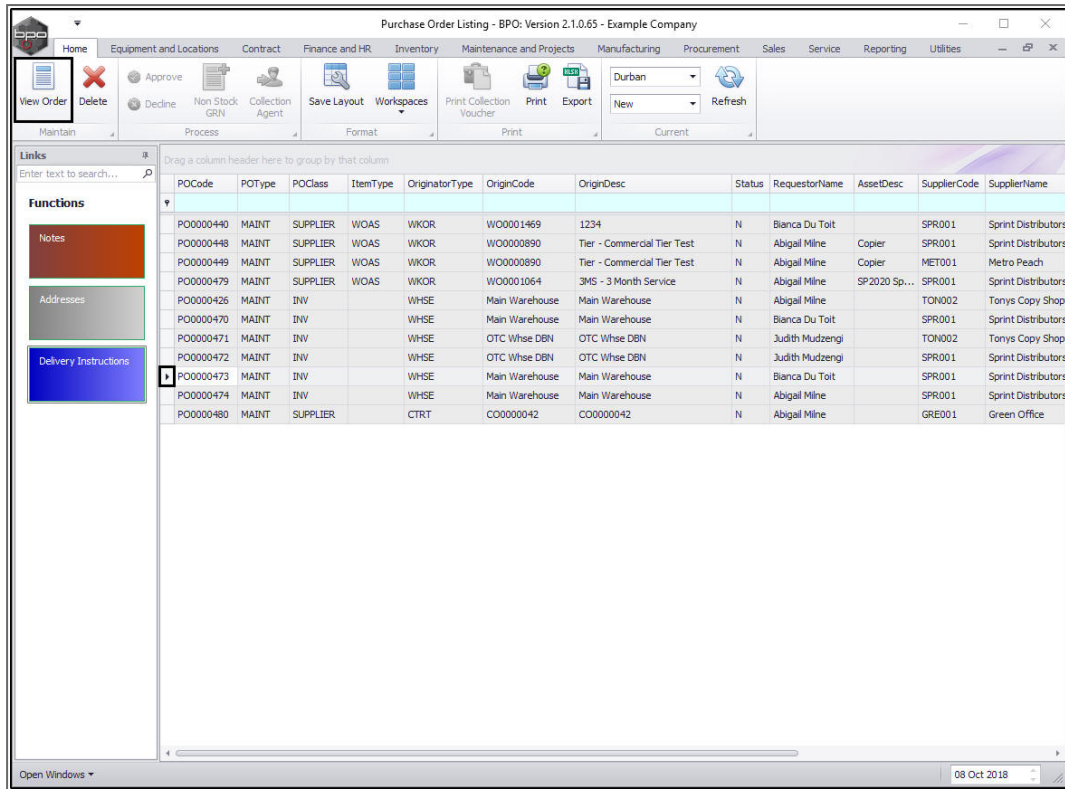 bpo
Purchase Order Listing - BPO: Version 2.1.0.65 - Example Company
Home Equipment and Locations Contract Finance and HR Inventory Maintenance and Projects Manufacturing Procurement Sales Service Reporting Utilities
View Order Delete Approve Decline Non Stock GRN Collection Agent Save Layout Workspaces Print Collection Voucher Print Export Durban New Refresh
Maintain Process Format Print Current
Links
Enter text to search...
Functions
Notes
Addresses
Delivery Instructions
Drag a column header here to group by that column
POCode POType POClass ItemType OriginatorType OriginCode OriginDesc Status RequestorName AssetDesc SupplierCode SupplierName
PO0000440 MAINT SUPPLIER WOAS WKOR WO0001469 1234 N Bianca Du Toit SPR001 Sprint Distributors
PO0000448 MAINT SUPPLIER WOAS WKOR WO0000890 Tier - Commercial Tier Test N Abigail Milne Copier SPR001 Sprint Distributors
PO0000449 MAINT SUPPLIER WOAS WKOR WO0000890 Tier - Commercial Tier Test N Abigail Milne Copier MET001 Metro Peach
PO0000479 MAINT SUPPLIER WOAS WKOR WO0001064 3MS - 3 Month Service N Abigail Milne SP2020 Sp... SPR001 Sprint Distributors
PO0000426 MAINT INV WHSE Main Warehouse Main Warehouse N Abigail Milne TON002 Tonys Copy Shop
PO0000470 MAINT INV WHSE Main Warehouse Main Warehouse N Bianca Du Toit SPR001 Sprint Distributors
PO0000471 MAINT INV WHSE OTC Whse DBN OTC Whse DBN N Judith Mudzengi TON002 Tonys Copy Shop
PO0000472 MAINT INV WHSE OTC Whse DBN OTC Whse DBN N Judith Mudzengi SPR001 Sprint Distributors
PO0000473 MAINT INV WHSE Main Warehouse Main Warehouse N Bianca Du Toit SPR001 Sprint Distributors
PO0000474 MAINT INV WHSE Main Warehouse Main Warehouse N Abigail Milne SPR001 Sprint Distributors
PO0000480 MAINT SUPPLIER CTRT CO0000042 CO0000042 N Abigail Milne GRE001 Green Office
Open Windows
08 Oct 2018